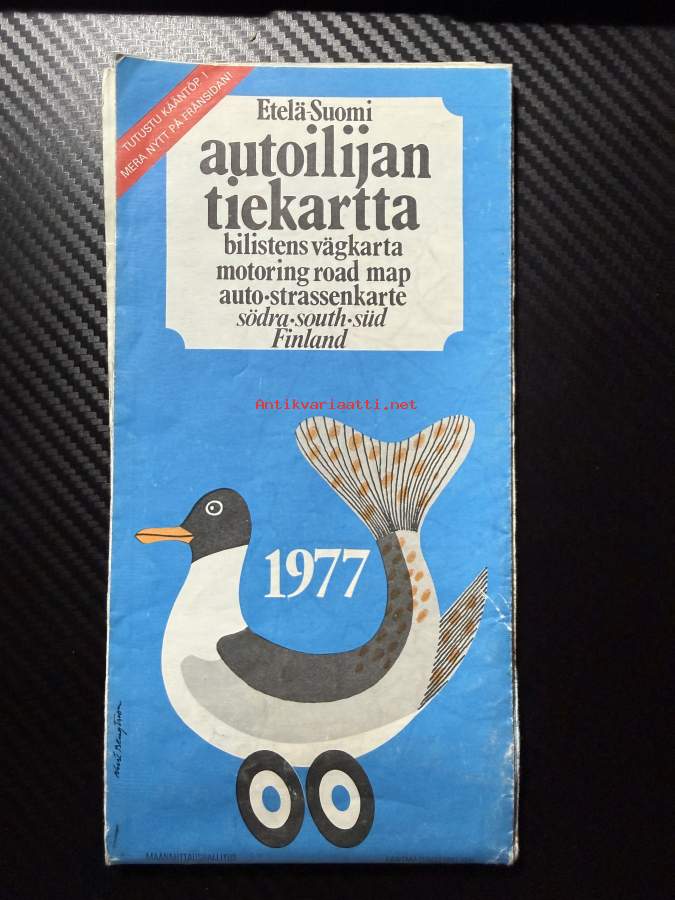 TUTUSTU KÄÄNTÖP. !
MERA NYTT PÅ FRÅNSIDAN!
Etelä-Suomi
autoilijan
tiekartta
bilistens vägkarta
motoring road map
auto·strassenkarte
södra·south·süd
Finland
Antikvariaatti.net
1977
MAANMITTAUSHALLITUS